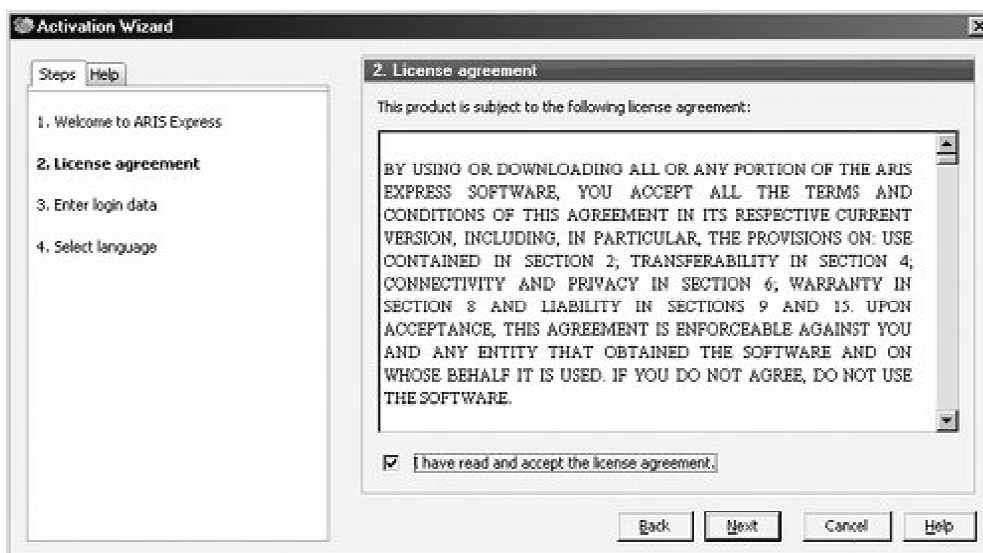 Activation Wizard
Steps Help
1. Welcome to ARIS Express
2. License agreement
3. Enter login data
4. Select language
2. License agreement
This product is subject to the following license agreement:
BY USING OR DOWNLOADING ALL OR ANY PORTION OF THE ARIS
EXPRESS SOFTWARE, YOU ACCEPT ALL THE TERMS AND
CONDITIONS OF THIS AGREEMENT IN ITS RESPECTIVE CURRENT
VERSION, INCLUDING, IN PARTICULAR, THE PROVISIONS ON: USE
CONTAINED IN SECTION 2; TRANSFERABILITY IN SECTION 4;
CONNECTIVITY AND PRIVACY IN SECTION 6; WARRANTY IN
SECTION 8 AND LIABILITY IN SECTIONS 9 AND 15. UPON
ACCEPTANCE, THIS AGREEMENT IS ENFORCEABLE AGAINST YOU
AND ANY ENTITY THAT OBTAINED THE SOFTWARE AND ON
WHOSE BEHALF IT IS USED. IF YOU DO NOT AGREE, DO NOT USE
THE SOFTWARE.
I have read and accept the license agreement.
Back Next Cancel Help